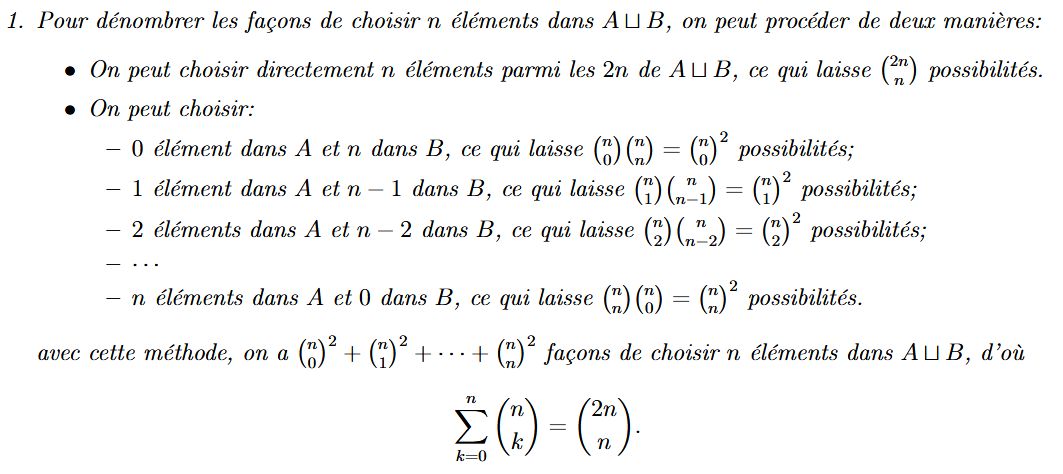 1. Pour dénombrer les façons de choisir n éléments dans A ⊔ B, on peut procéder de deux manières:
• On peut choisir directement n éléments parmi les 2n de A ⊔ B, ce qui laisse $\binom{2n}{n}$ possibilités.
• On peut choisir:
– 0 élément dans A et n dans B, ce qui laisse $\binom{n}{0}\binom{n}{n} = \binom{n}{0}^2$ possibilités;
– 1 élément dans A et n − 1 dans B, ce qui laisse $\binom{n}{1}\binom{n}{n-1} = \binom{n}{1}^2$ possibilités;
– 2 éléments dans A et n − 2 dans B, ce qui laisse $\binom{n}{2}\binom{n}{n-2} = \binom{n}{2}^2$ possibilités;
– ⋯
– n éléments dans A et 0 dans B, ce qui laisse $\binom{n}{n}\binom{n}{0} = \binom{n}{n}^2$ possibilités.
avec cette méthode, on a $\binom{n}{0}^2 + \binom{n}{1}^2 + \cdots + \binom{n}{n}^2$ façons de choisir n éléments dans A ⊔ B, d'où
$\sum_{k=0}^{n} \binom{n}{k} = \binom{2n}{n}.$